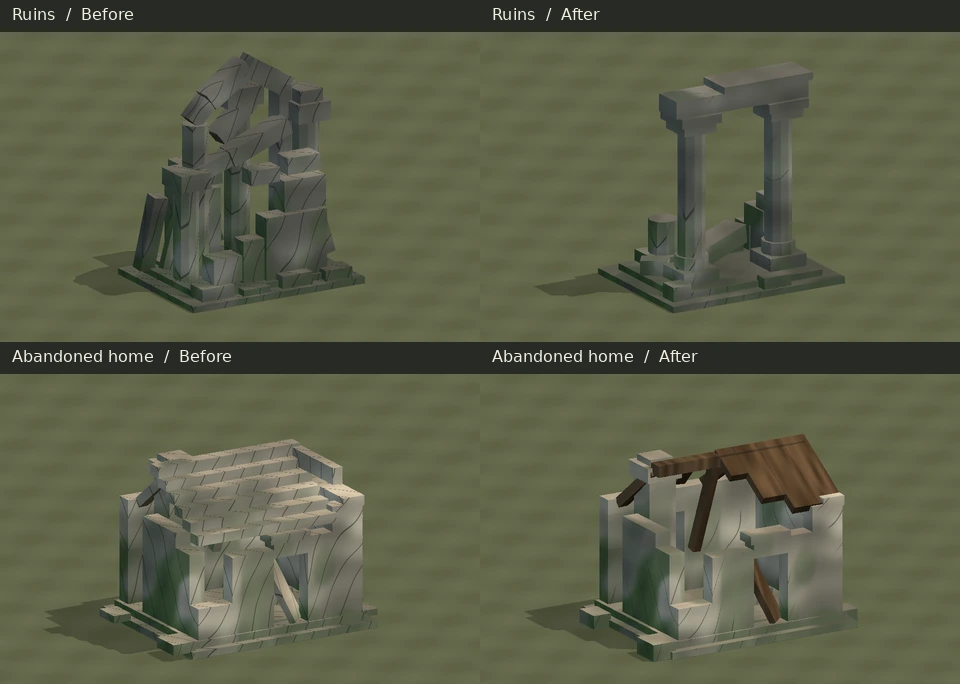 Ruins / Before
Ruins / After
Abandoned home / Before
Abandoned home / After